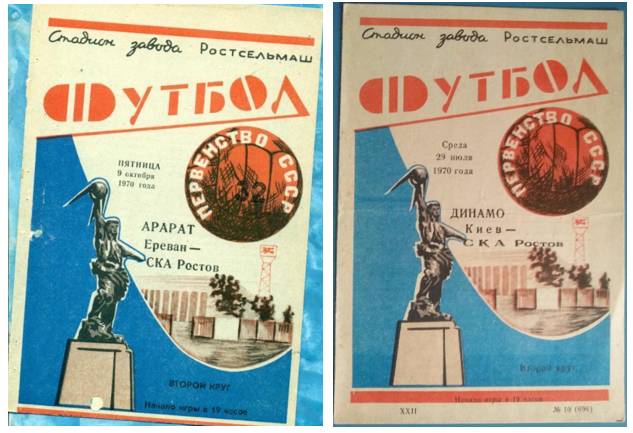 Стадион завода Ростсельмаш
ФУТБОЛ
ПЕРВЕНСТВО СССР
32
ПЯТНИЦА
9 октября
1970 года
АРАРАТ
Ереван—
СКА Ростов
ВТОРОЙ КРУГ
Начало игры в 19 часов
Стадион завода Ростсельмаш
ФУТБОЛ
ПЕРВЕНСТВО СССР
Среда
29 июля
1970 года
ДИНАМО
Киев—
СКА Ростов
Второй круг
Начало игры в 19 часов
XXII № 10 (696)